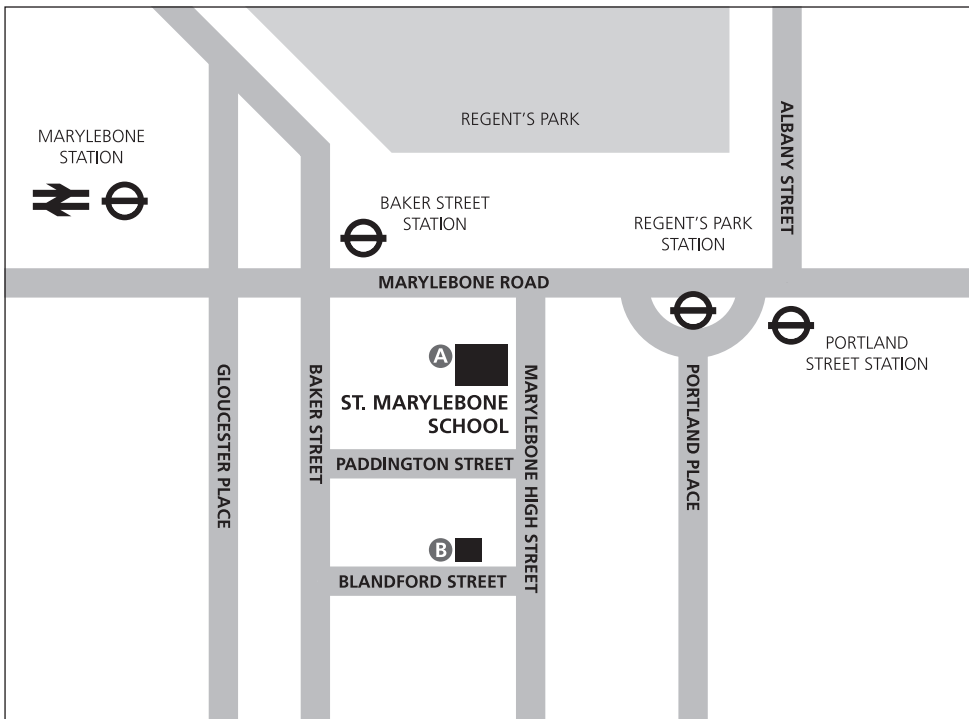 REGENT'S PARK
ALBANY STREET
MARYLEBONE
STATION
BAKER STREET
STATION
REGENT'S PARK
STATION
MARYLEBONE ROAD
PORTLAND
STREET STATION
A
ST. MARYLEBONE
SCHOOL
GLOUCESTER PLACE
BAKER STREET
MARYLEBONE HIGH STREET
PORTLAND PLACE
PADDINGTON STREET
B
BLANDFORD STREET